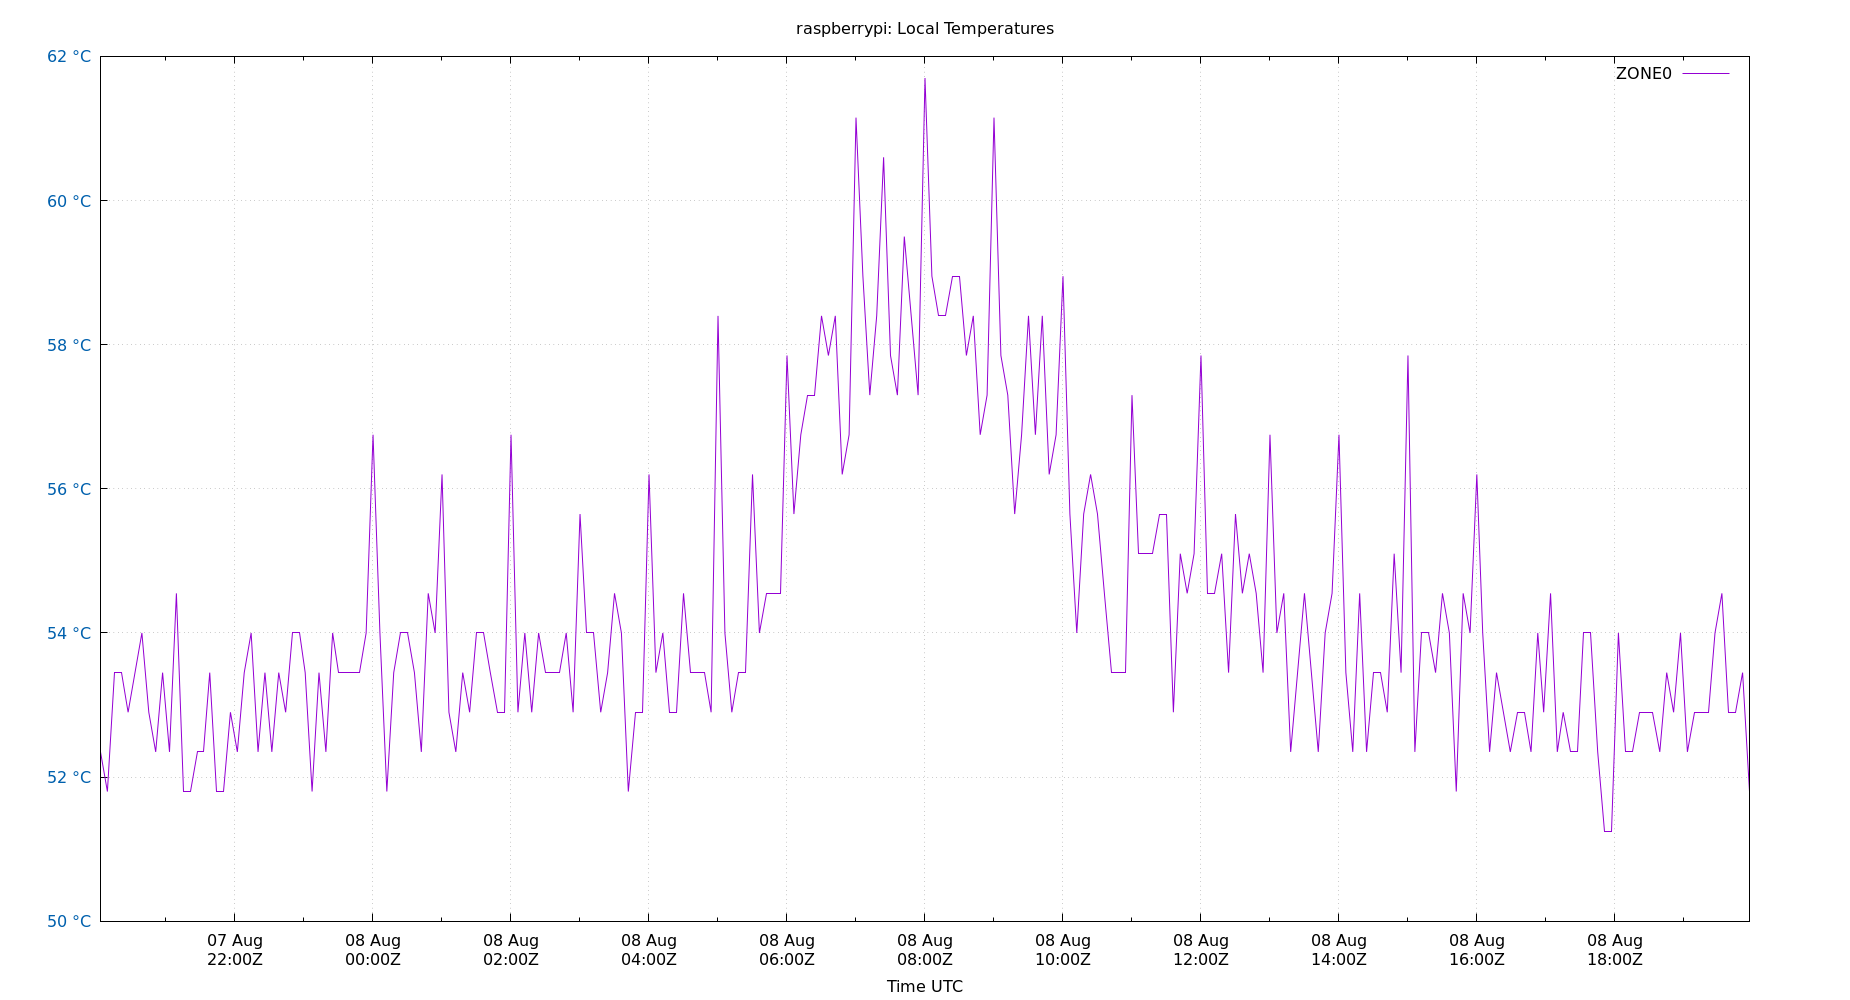 raspberrypi: Local Temperatures
62 °C
ZONE0
60 °C
58 °C
56 °C
54 °C
52 °C
50 °C
07 Aug 08 Aug 08 Aug 08 Aug 08 Aug 08 Aug 08 Aug 08 Aug 08 Aug 08 Aug 08 Aug
22:00Z 00:00Z 02:00Z 04:00Z 06:00Z 08:00Z 10:00Z 12:00Z 14:00Z 16:00Z 18:00Z
Time UTC